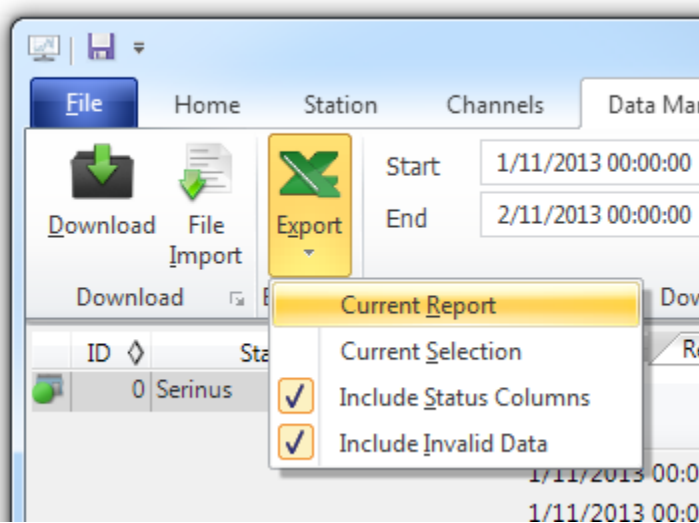 File Home Station Channels Data Ma
Start 1/11/2013 00:00:00
Download File Import Export End 2/11/2013 00:00:00
Download
Current Report
ID Current Selection
0 Serinus Include Status Columns
Include Invalid Data
1/11/2013 00:0
1/11/2013 00:0